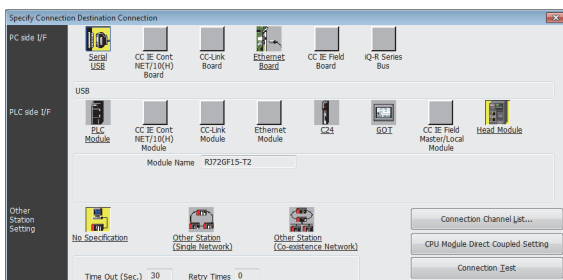 Specify Connection Destination Connection
PC side I/F
Serial
USB
CC IE Cont
NET/10(H)
Board
CC-Link
Board
Ethernet
Board
CC IE Field
Board
iQ-R Series
Bus
USB
PLC side I/F
PLC
Module
CC IE Cont
NET/10(H)
Module
CC-Link
Module
Ethernet
Module
C24
GOT
CC IE Field
Master/Local
Module
Head Module
Module Name RJ72GF15-T2
Other
Station
Setting
No Specification
Other Station
(Single Network)
Other Station
(Co-existence Network)
Connection Channel List...
CPU Module Direct Coupled Setting
Connection Test
Time Out (Sec.) 30 Retry Times 0